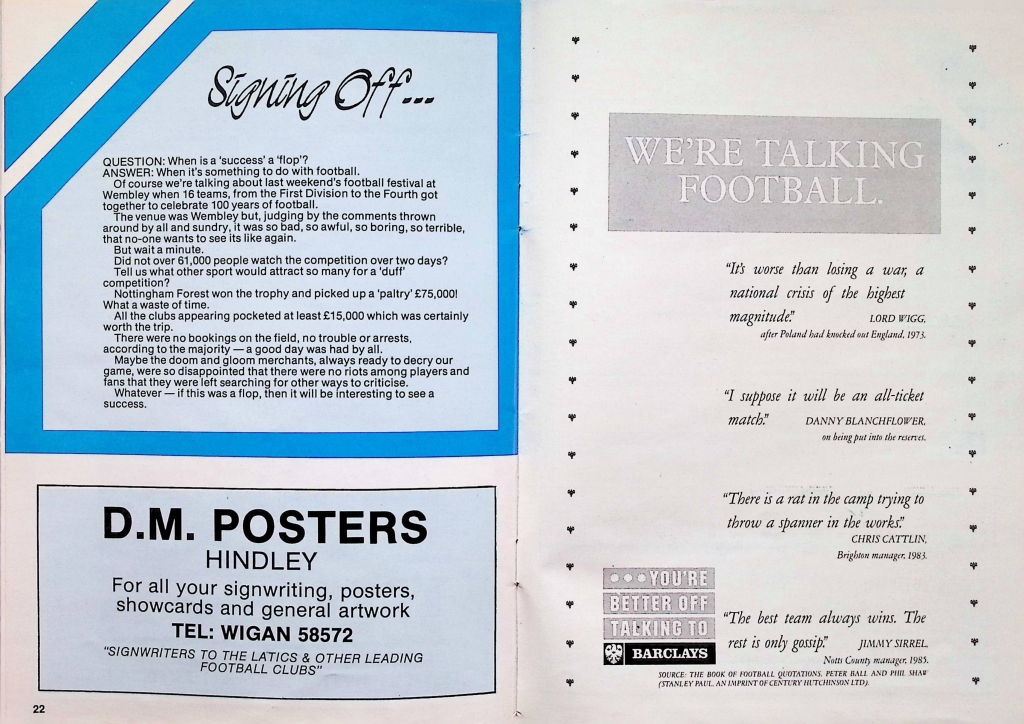 Signing Off...
QUESTION: When is a 'success' a 'flop'?
ANSWER: When it's something to do with football.
Of course we're talking about last weekend's football festival at
Wembley when 16 teams, from the First Division to the Fourth got
together to celebrate 100 years of football.
The venue was Wembley but, judging by the comments thrown
around by all and sundry, it was so bad, so awful, so boring, so terrible,
that no-one wants to see its like again.
But wait a minute.
Did not over 61,000 people watch the competition over two days?
Tell us what other sport would attract so many for a 'duff'
competition?
Nottingham Forest won the trophy and picked up a 'paltry' £75,000!
What a waste of time.
All the clubs appearing pocketed at least £15,000 which was certainly
worth the trip.
There were no bookings on the field, no trouble or arrests,
according to the majority — a good day was had by all.
Maybe the doom and gloom merchants, always ready to decry our
game, were so disappointed that there were no riots among players and
fans that they were left searching for other ways to criticise.
Whatever — if this was a flop, then it will be interesting to see a
success.
D.M. POSTERS
HINDLEY
For all your signwriting, posters,
showcards and general artwork
TEL: WIGAN 58572
"SIGNWRITERS TO THE LATICS & OTHER LEADING
FOOTBALL CLUBS"
22
WE'RE TALKING
FOOTBALL.
"It's worse than losing a war, a
national crisis of the highest
magnitude." LORD WIGG,
after Poland had knocked out England, 1973.
"I suppose it will be an all-ticket
match." DANNY BLANCHFLOWER,
on being put into the reserves.
"There is a rat in the camp trying to
throw a spanner in the works."
CHRIS CATTLIN,
Brighton manager, 1983.
"The best team always wins. The
rest is only gossip." JIMMY SIRREL,
Notts County manager, 1985.
•••YOU'RE
BETTER OFF
TALKING TO
BARCLAYS
SOURCE: THE BOOK OF FOOTBALL QUOTATIONS. PETER BALL AND PHIL SHAW
(STANLEY PAUL, AN IMPRINT OF CENTURY HUTCHINSON LTD).